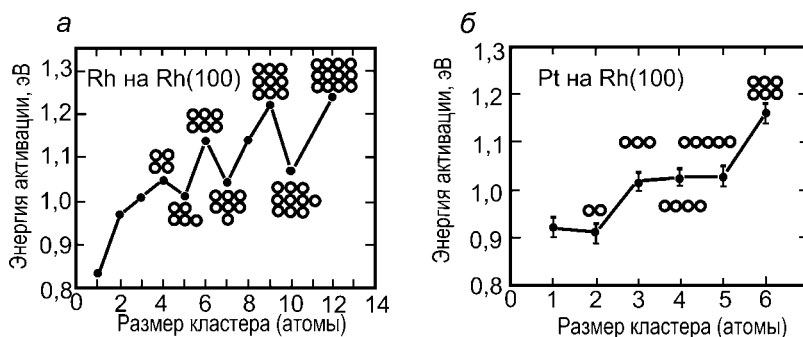 а
Энергия активации, эВ
1,3
1,2
1,1
1,0
0,9
0,8
Rh на Rh(100)
0 2 4 6 8 10 12 14
Размер кластера (атомы)
б
Энергия активации, эВ
1,3
1,2
1,1
1,0
0,9
0,8
Pt на Rh(100)
0 1 2 3 4 5 6
Размер кластера (атомы)